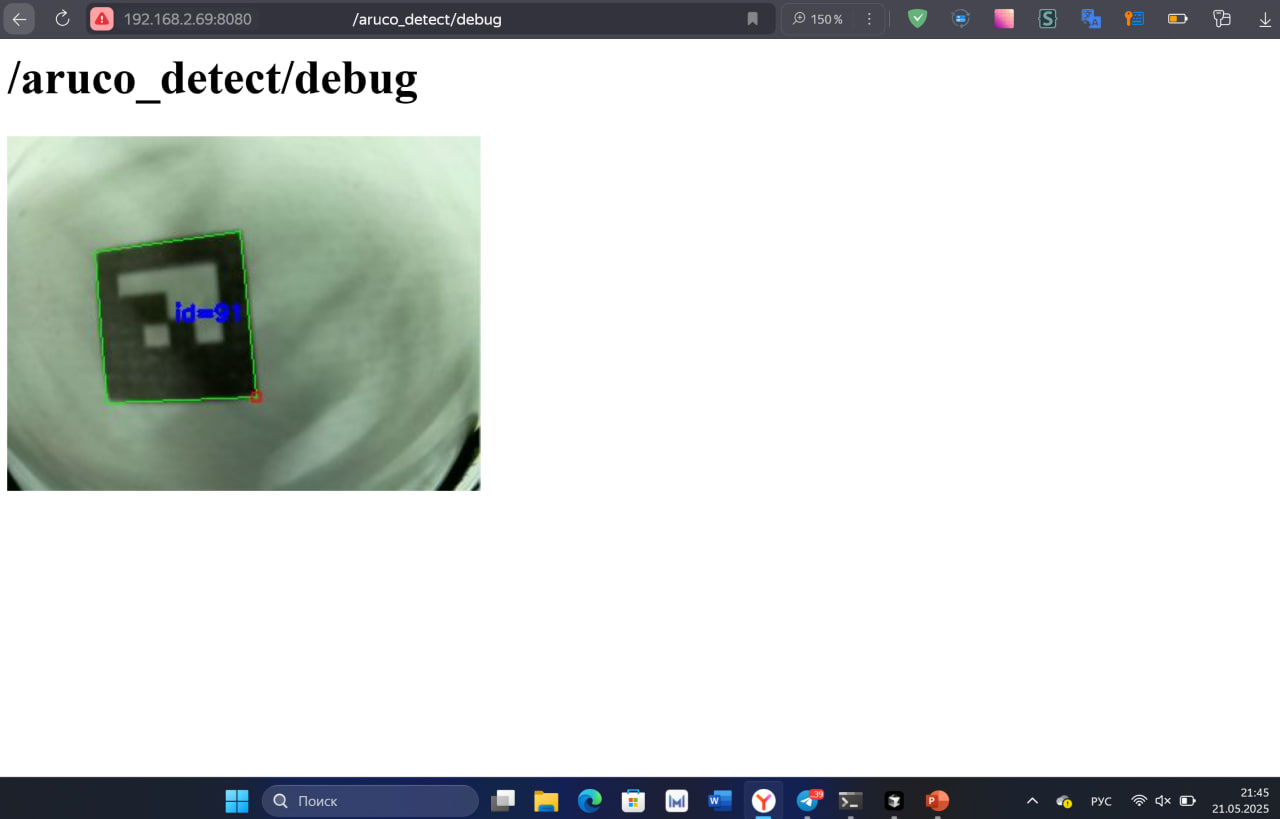 192.168.2.69:8080 /aruco_detect/debug 150 %
/aruco_detect/debug
id=91
Поиск
39
РУС
21:45
21.05.2025